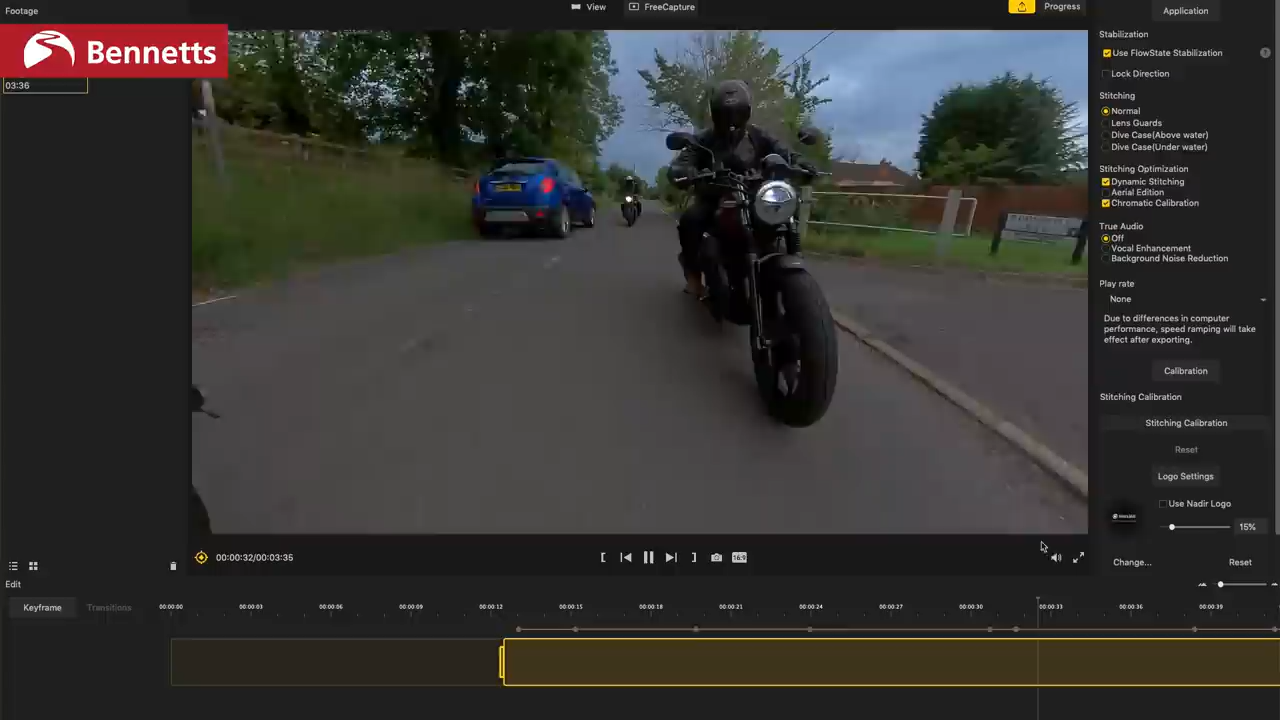 Footage
View
FreeCapture
Progress
Application
Bennetts
03:36
Stabilization
Use FlowState Stabilization
?
Lock Direction
Stitching
Normal
Lens Guards
Dive Case(Above water)
Dive Case(Under water)
Stitching Optimization
Dynamic Stitching
Aerial Edition
Chromatic Calibration
True Audio
Off
Vocal Enhancement
Background Noise Reduction
Play rate
None
Due to differences in computer
performance, speed ramping will take
effect after exporting.
Calibration
Stitching Calibration
Stitching Calibration
Reset
Logo Settings
Use Nadir Logo
15%
Change...
Reset
00:00:32/00:03:35
16:9
Edit
Keyframe
Transitions
00:00:00
00:00:03
00:00:06
00:00:09
00:00:12
00:00:15
00:00:18
00:00:21
00:00:24
00:00:27
00:00:30
00:00:33
00:00:36
00:00:39